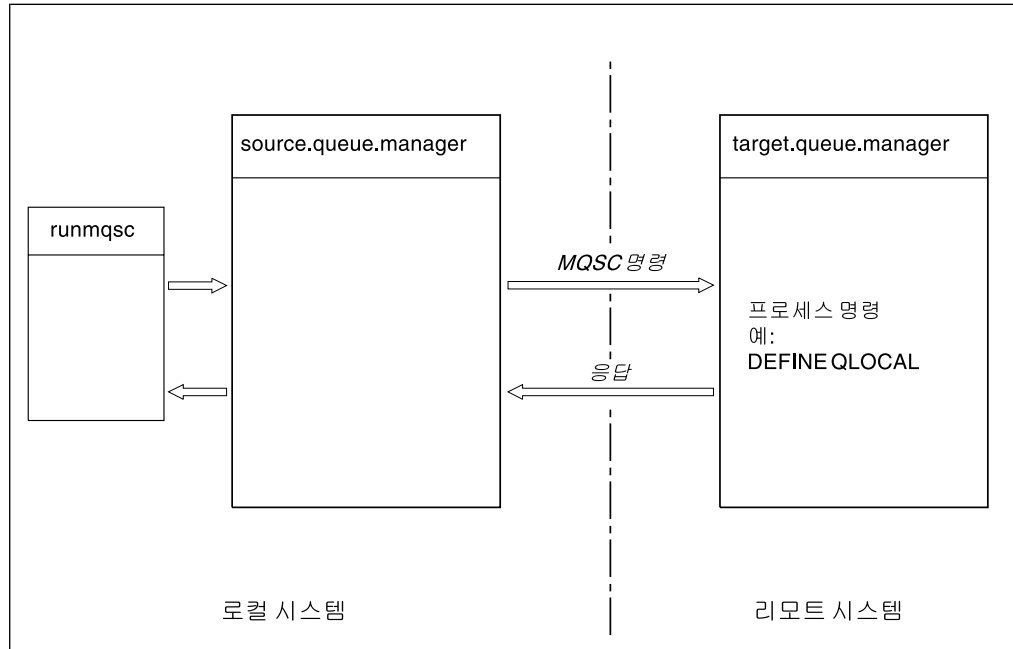 source.queue.manager
target.queue.manager
runmqsc
MQSC 명령
프로세스 명령
예:
DEFINE QLOCAL
응답
로컬 시스템
리모트 시스템